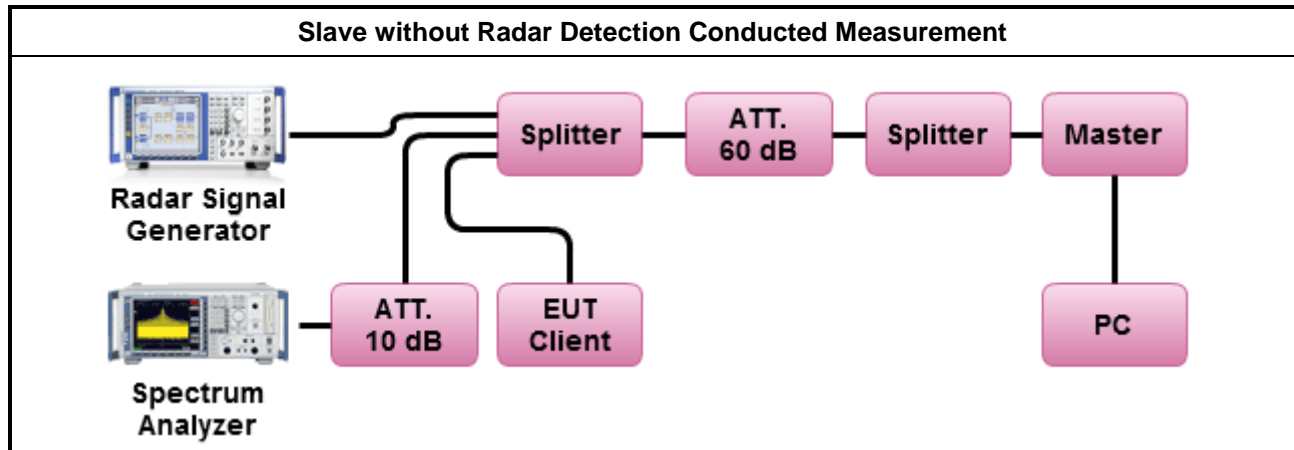 Slave without Radar Detection Conducted Measurement
Radar Signal
Generator
Splitter
ATT.
60 dB
Splitter
Master
Spectrum
Analyzer
ATT.
10 dB
EUT
Client
PC